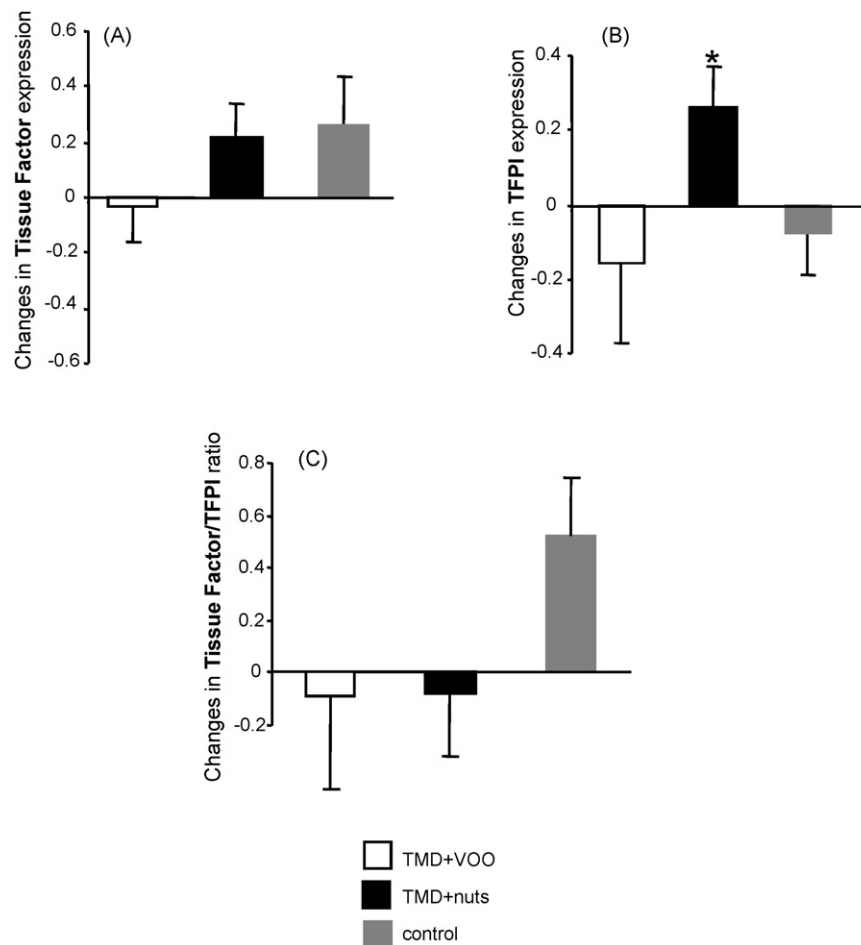 (A)
Changes in Tissue Factor expression
0.6
0.4
0.2
0
-0.2
-0.4
-0.6
(B)
Changes in TFPI expression
0.4
0.2
0
-0.2
-0.4
*
(C)
Changes in Tissue Factor/TFPI ratio
0.8
0.6
0.4
0.2
0
-0.2
TMD+VOO
TMD+nuts
control